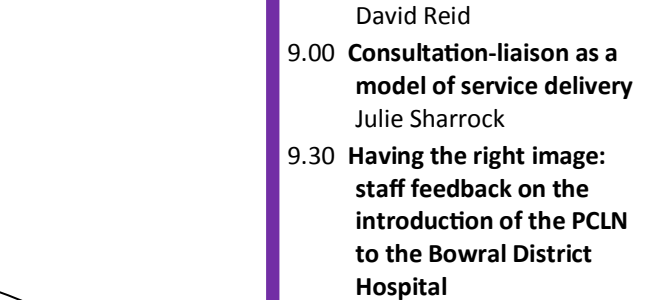 David Reid
9.00 Consultation-liaison as a
model of service delivery
Julie Sharrock
9.30 Having the right image:
staff feedback on the
introduction of the PCLN
to the Bowral District
Hospital